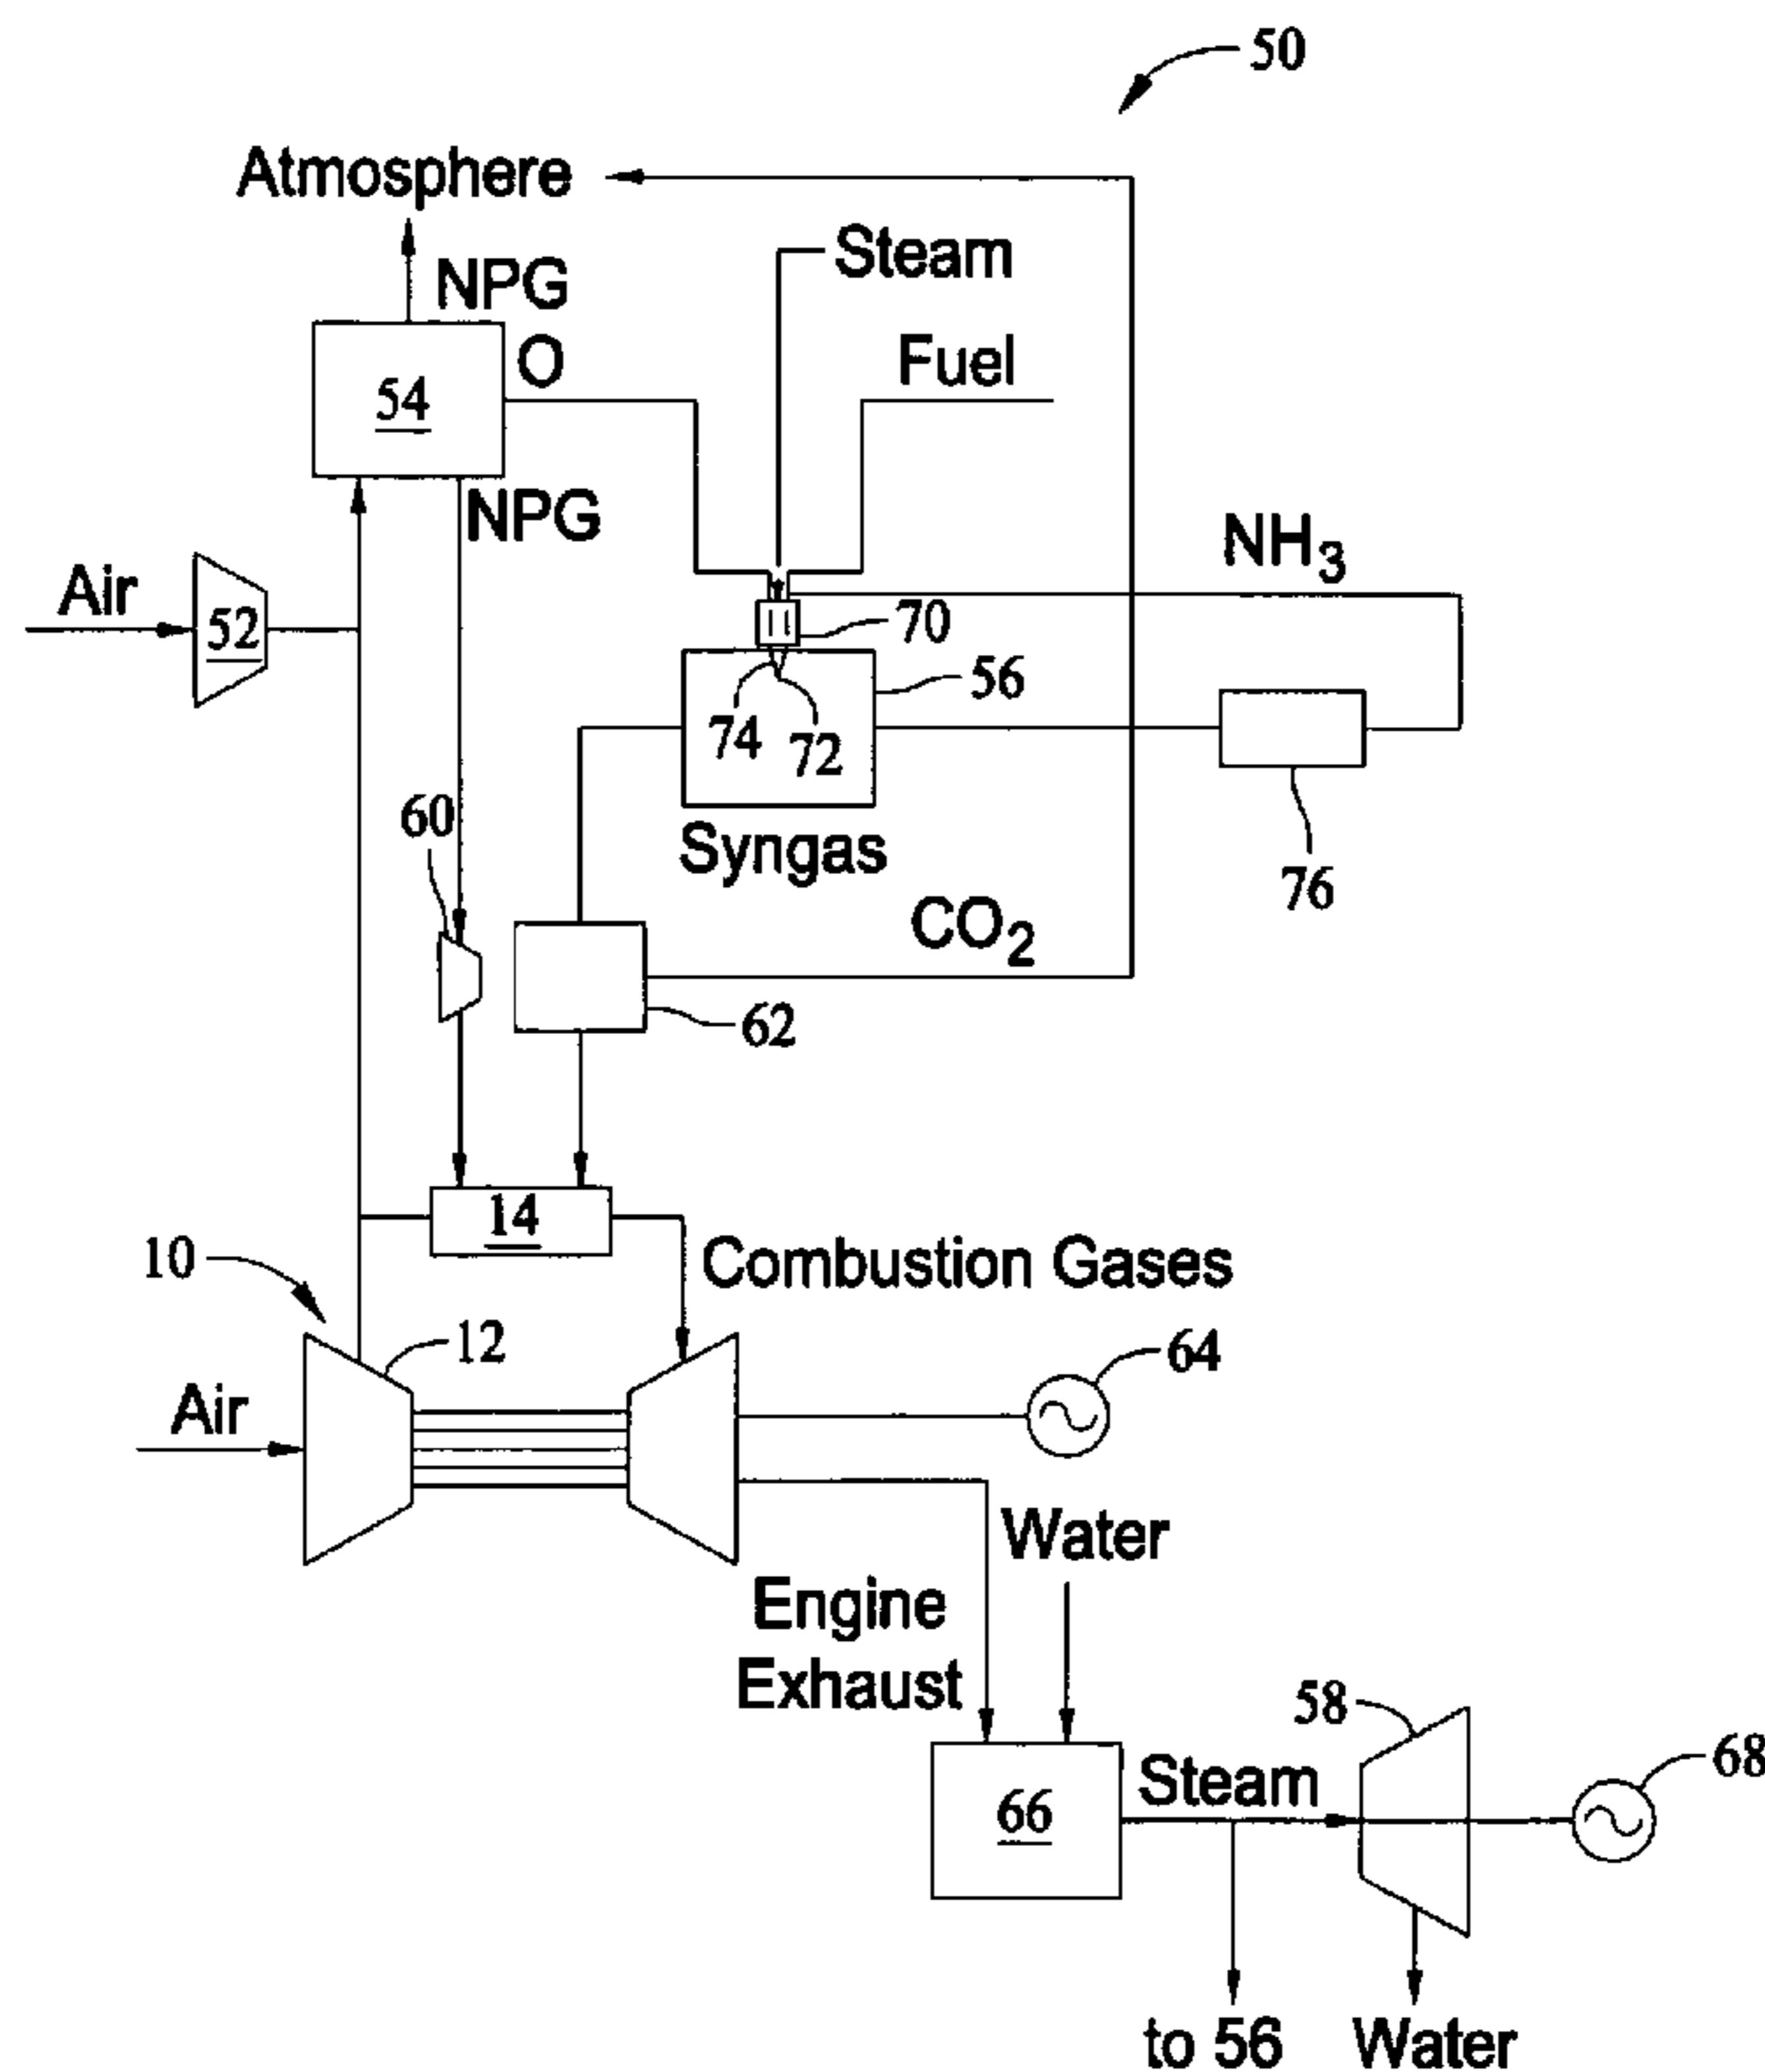 50
Atmosphere
Steam
NPG
O
Fuel
54
NPG
NH3
Air
52
70
56
74
72
60
Syngas
76
CO2
62
14
10
Combustion Gases
12
64
Air
Water
Engine
Exhaust
58
68
Steam
66
to 56
Water